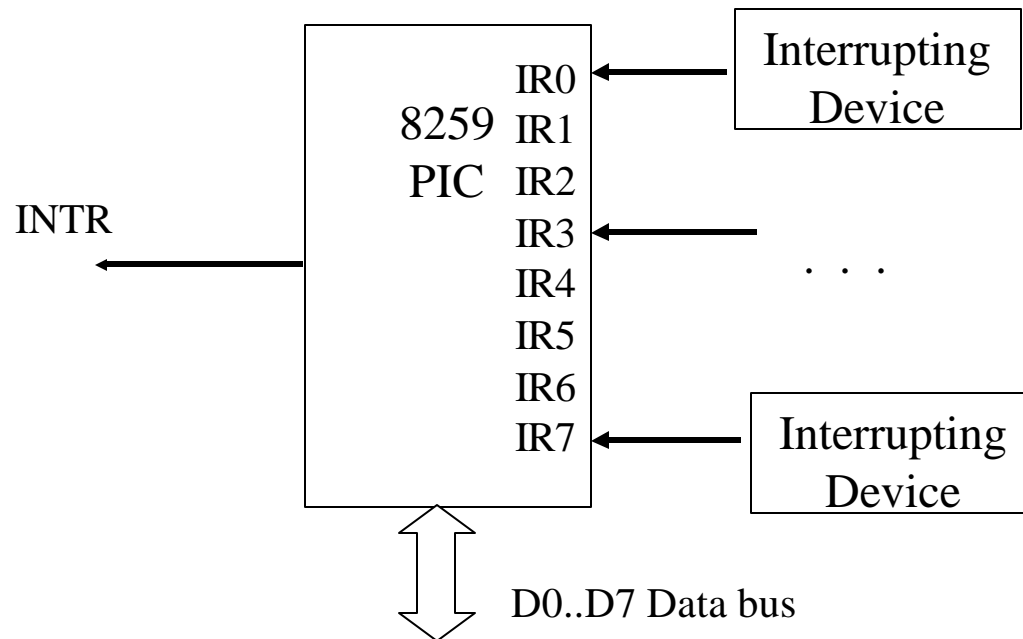 Interrupting
Device
8259
PIC
IR0
IR1
IR2
IR3
IR4
IR5
IR6
IR7
INTR
. . .
Interrupting
Device
D0..D7 Data bus